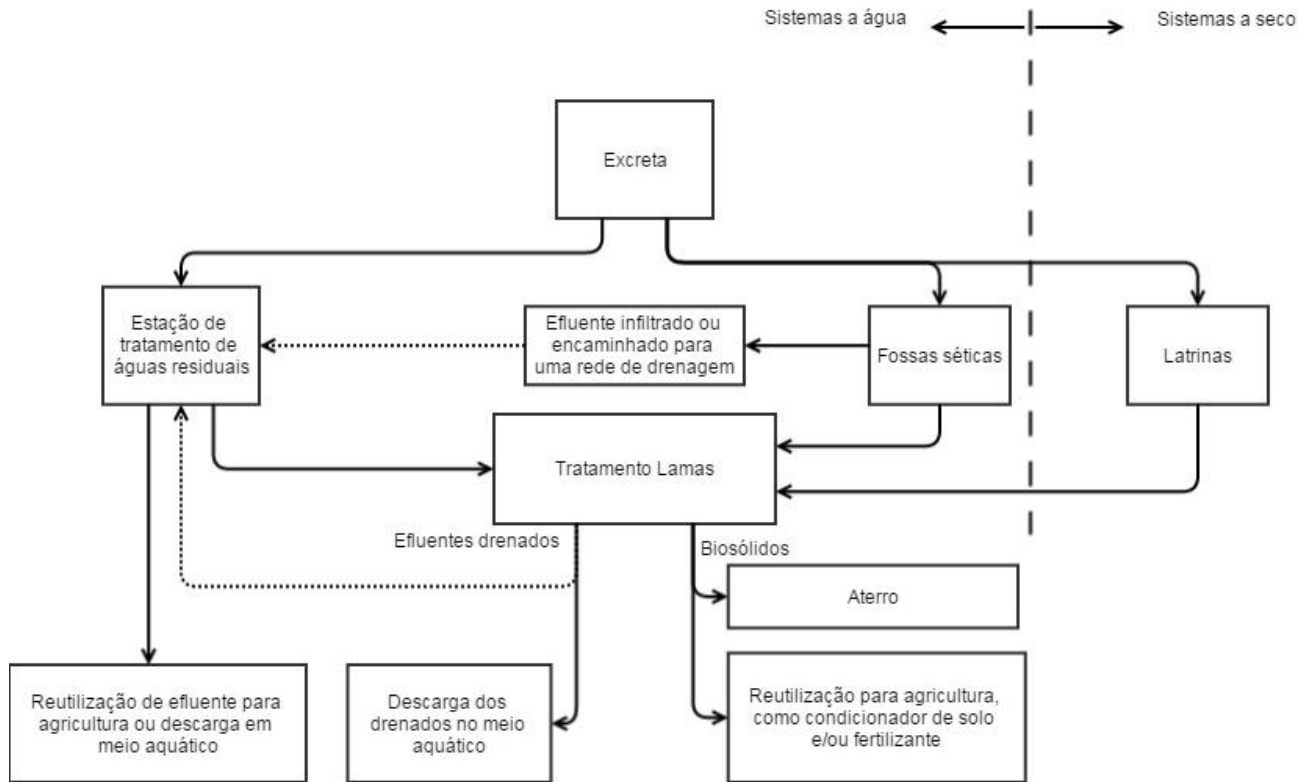 Sistemas a água
Sistemas a seco
Excreta
Estação de
tratamento de
águas residuais
Efluente infiltrado ou
encaminhado para
uma rede de drenagem
Fossas séticas
Latrinas
Tratamento Lamas
Efluentes drenados
Biosólidos
Aterro
Reutilização de efluente para
agricultura ou descarga em
meio aquático
Descarga dos
drenados no meio
aquático
Reutilização para agricultura,
como condicionador de solo
e/ou fertilizante